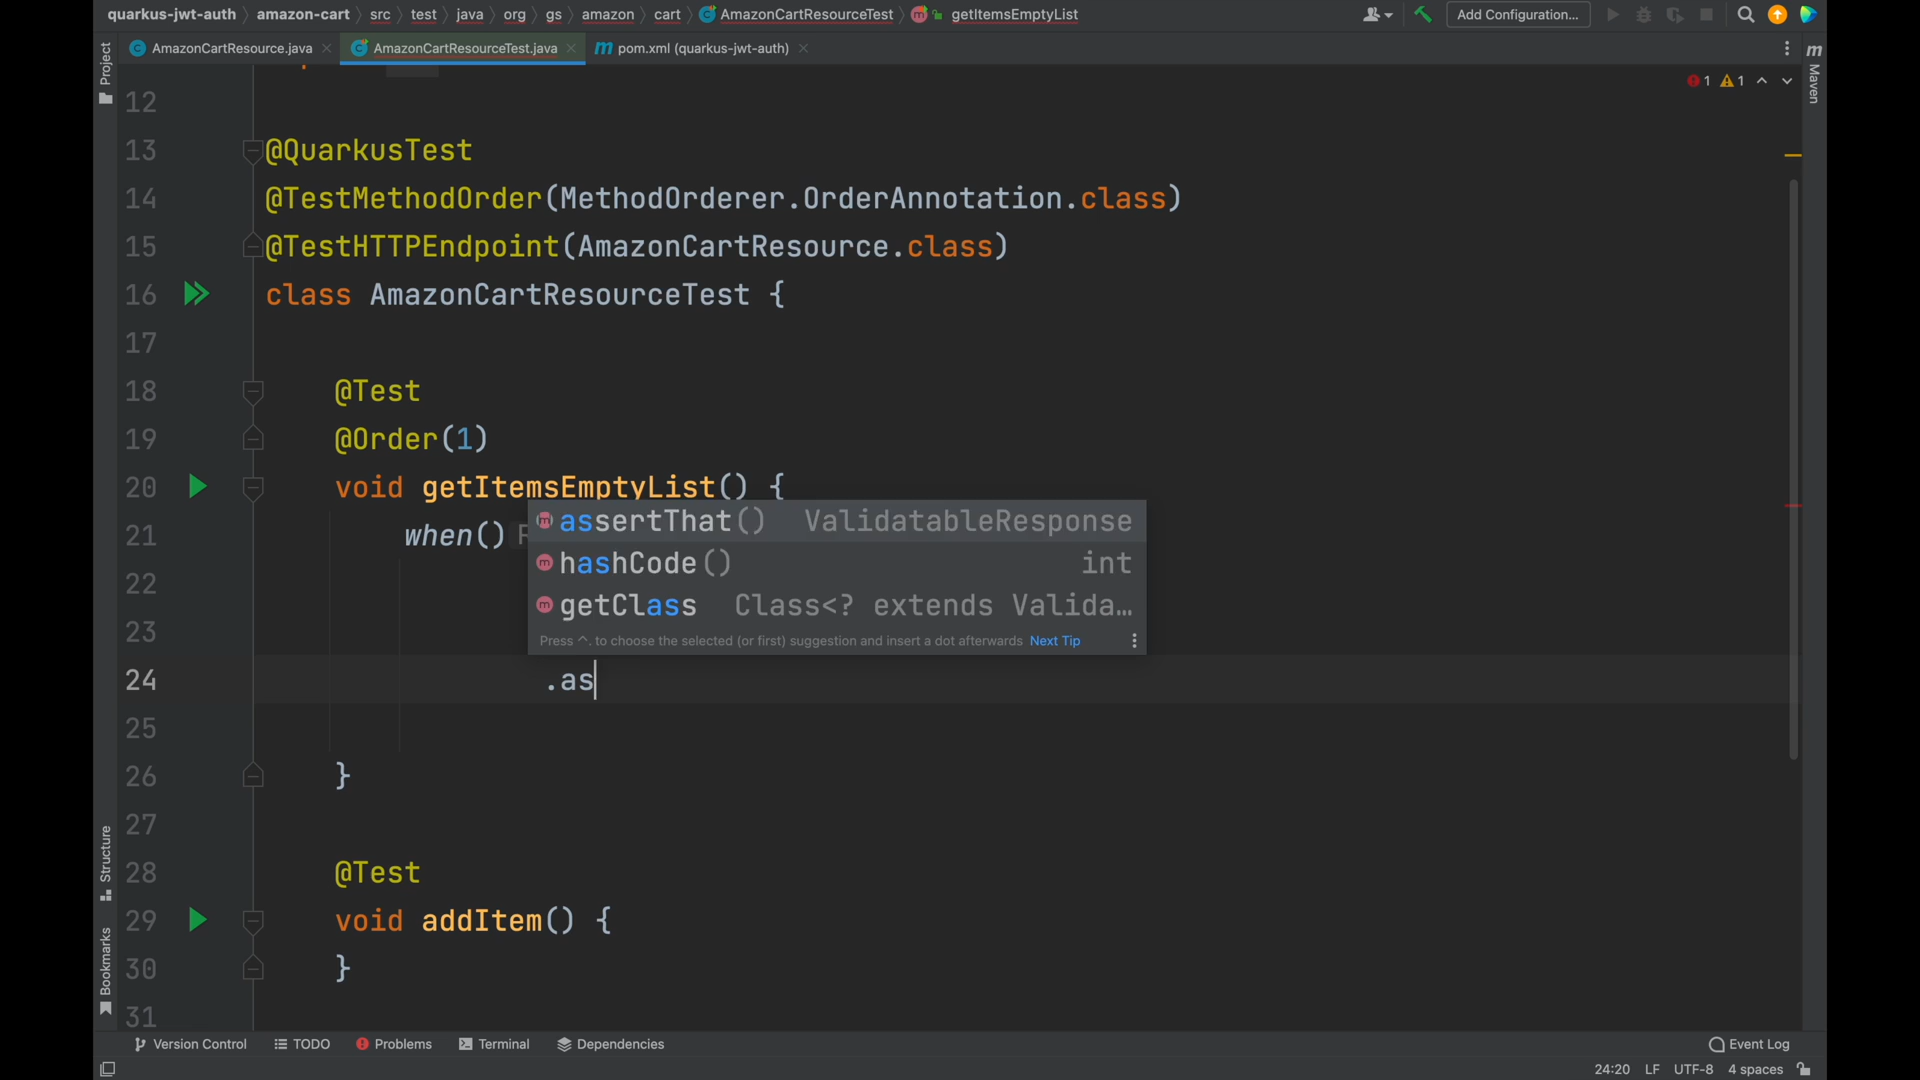 quarkus-jwt-auth amazon-cart src test java org gs amazon cart AmazonCartResourceTest getItemsEmptyList Add Configuration...
Project AmazonCartResource.java AmazonCartResourceTest.java pom.xml (quarkus-jwt-auth) Maven
1 1
12
13 @QuarkusTest
14 @TestMethodOrder(MethodOrderer.OrderAnnotation.class)
15 @TestHTTPEndpoint(AmazonCartResource.class)
16 class AmazonCartResourceTest {
17
18 @Test
19 @Order(1)
20 void getItemsEmptyList() {
21 when()
assertThat() ValidatableResponse
hashCode() int
getClass Class<? extends Valida...
Press ^. to choose the selected (or first) suggestion and insert a dot afterwards Next Tip
22
23
24 .as
25
26 }
27
28 @Test
29 void addItem() {
30 }
31
Structure
Bookmarks
Version Control TODO Problems Terminal Dependencies Event Log
24:20 LF UTF-8 4 spaces